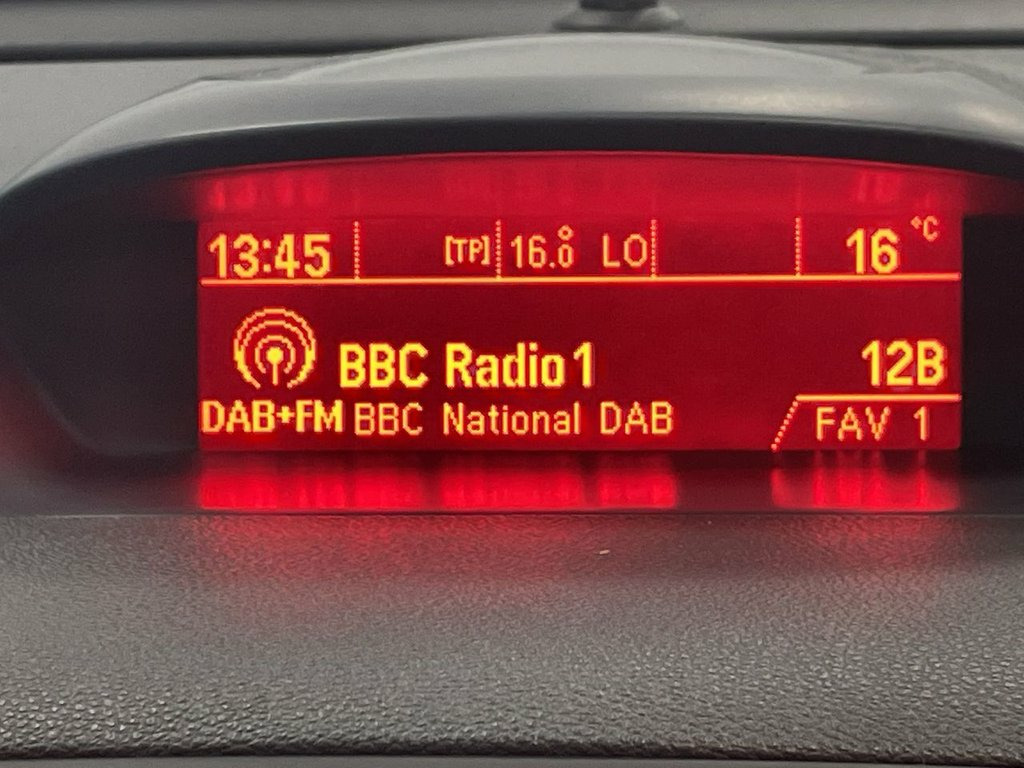 13:45 [TP] 16.0° LO 16 °C
BBC Radio 1 12B
DAB+FM BBC National DAB FAV 1